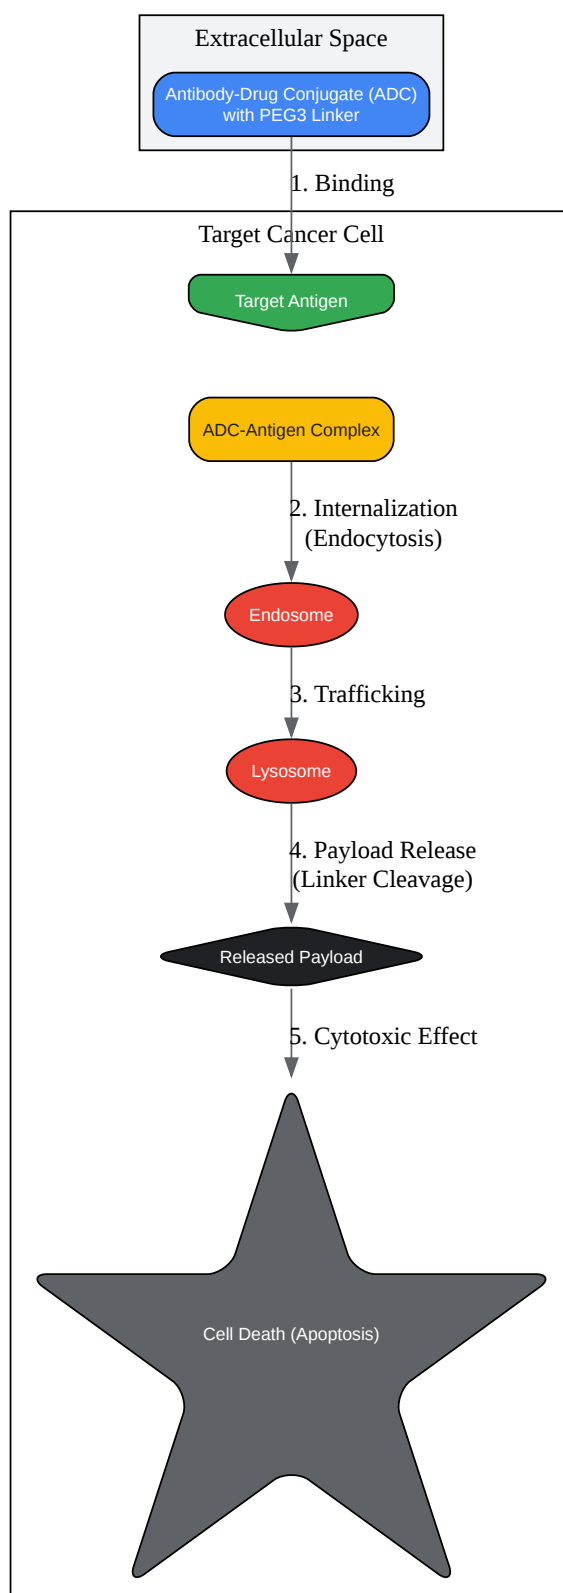 Extracellular Space
Antibody-Drug Conjugate (ADC)
with PEG3 Linker
1. Binding
Target Cancer Cell
Target Antigen
ADC-Antigen Complex
2. Internalization
(Endocytosis)
Endosome
3. Trafficking
Lysosome
4. Payload Release
(Linker Cleavage)
Released Payload
5. Cytotoxic Effect
Cell Death (Apoptosis)